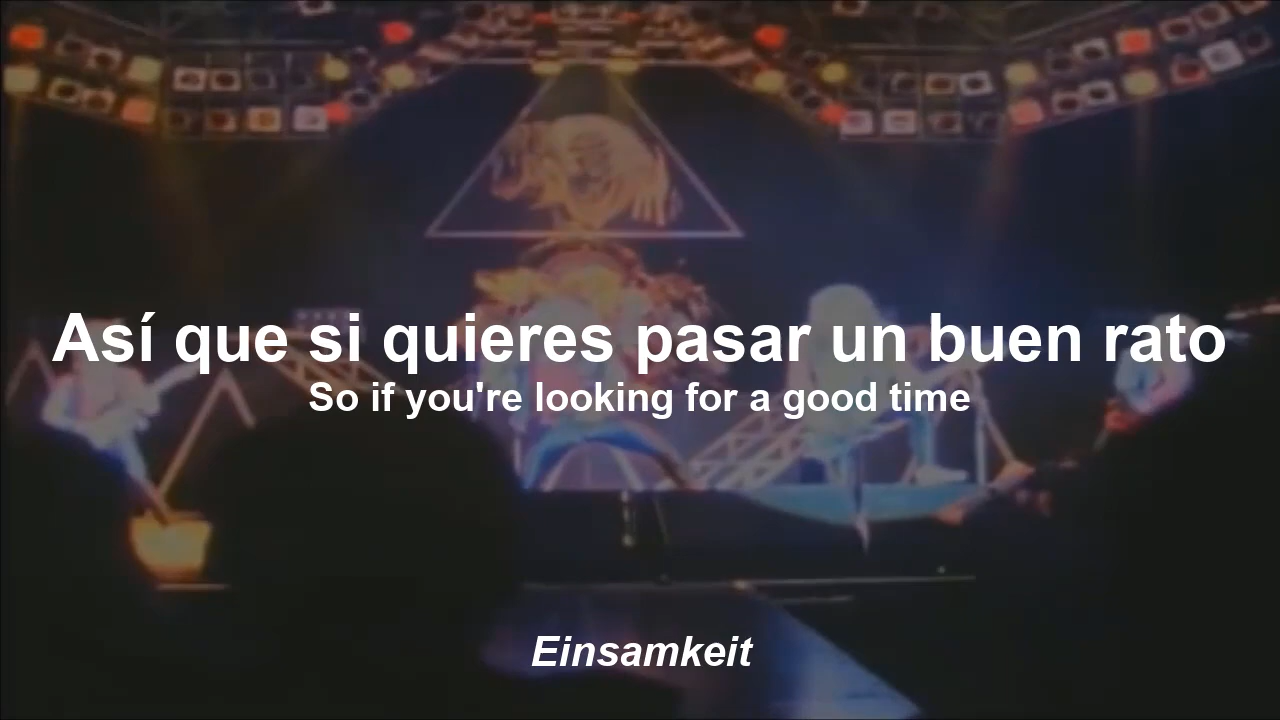 Así que si quieres pasar un buen rato
So if you're looking for a good time
Einsamkeit